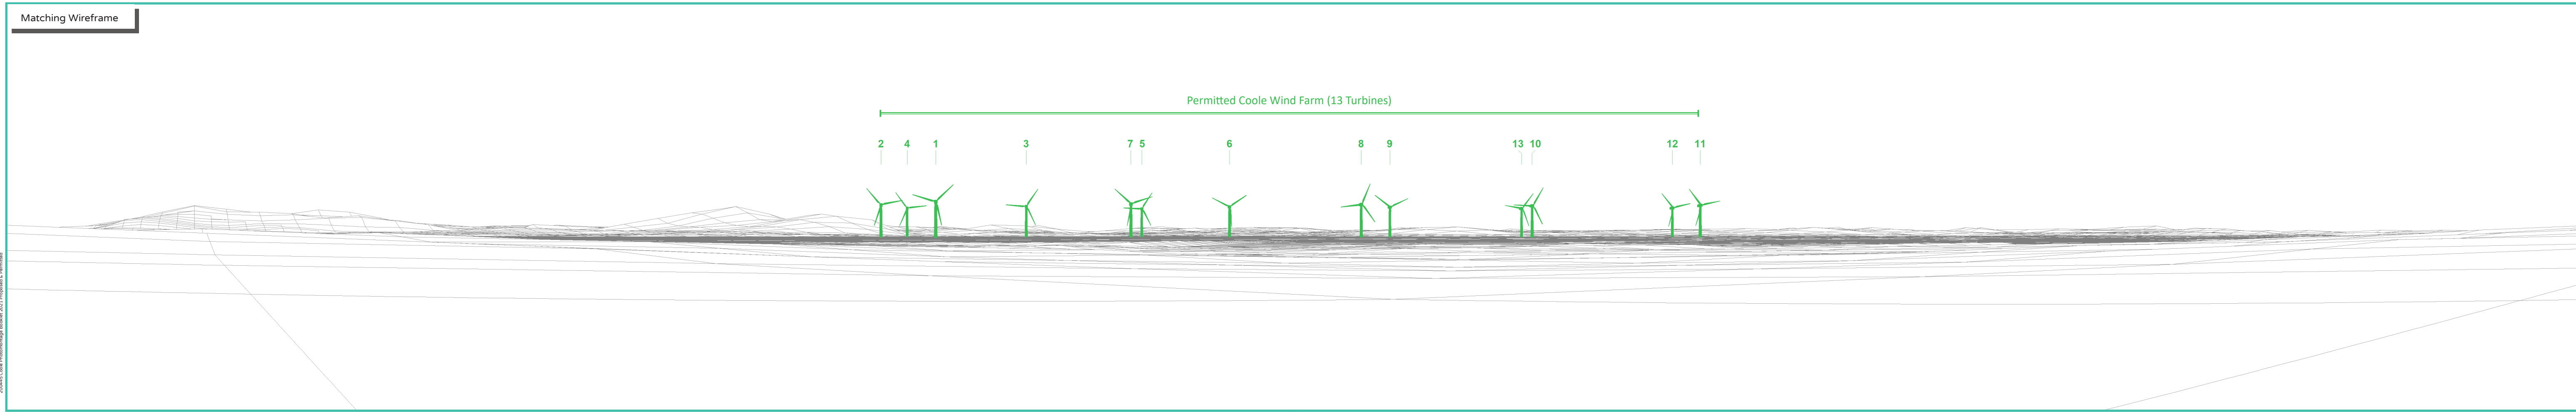 Matching Wireframe
Permitted Coole Wind Farm (13 Turbines)
2 4 1 3 7 5 6 8 9 13 10 12 11